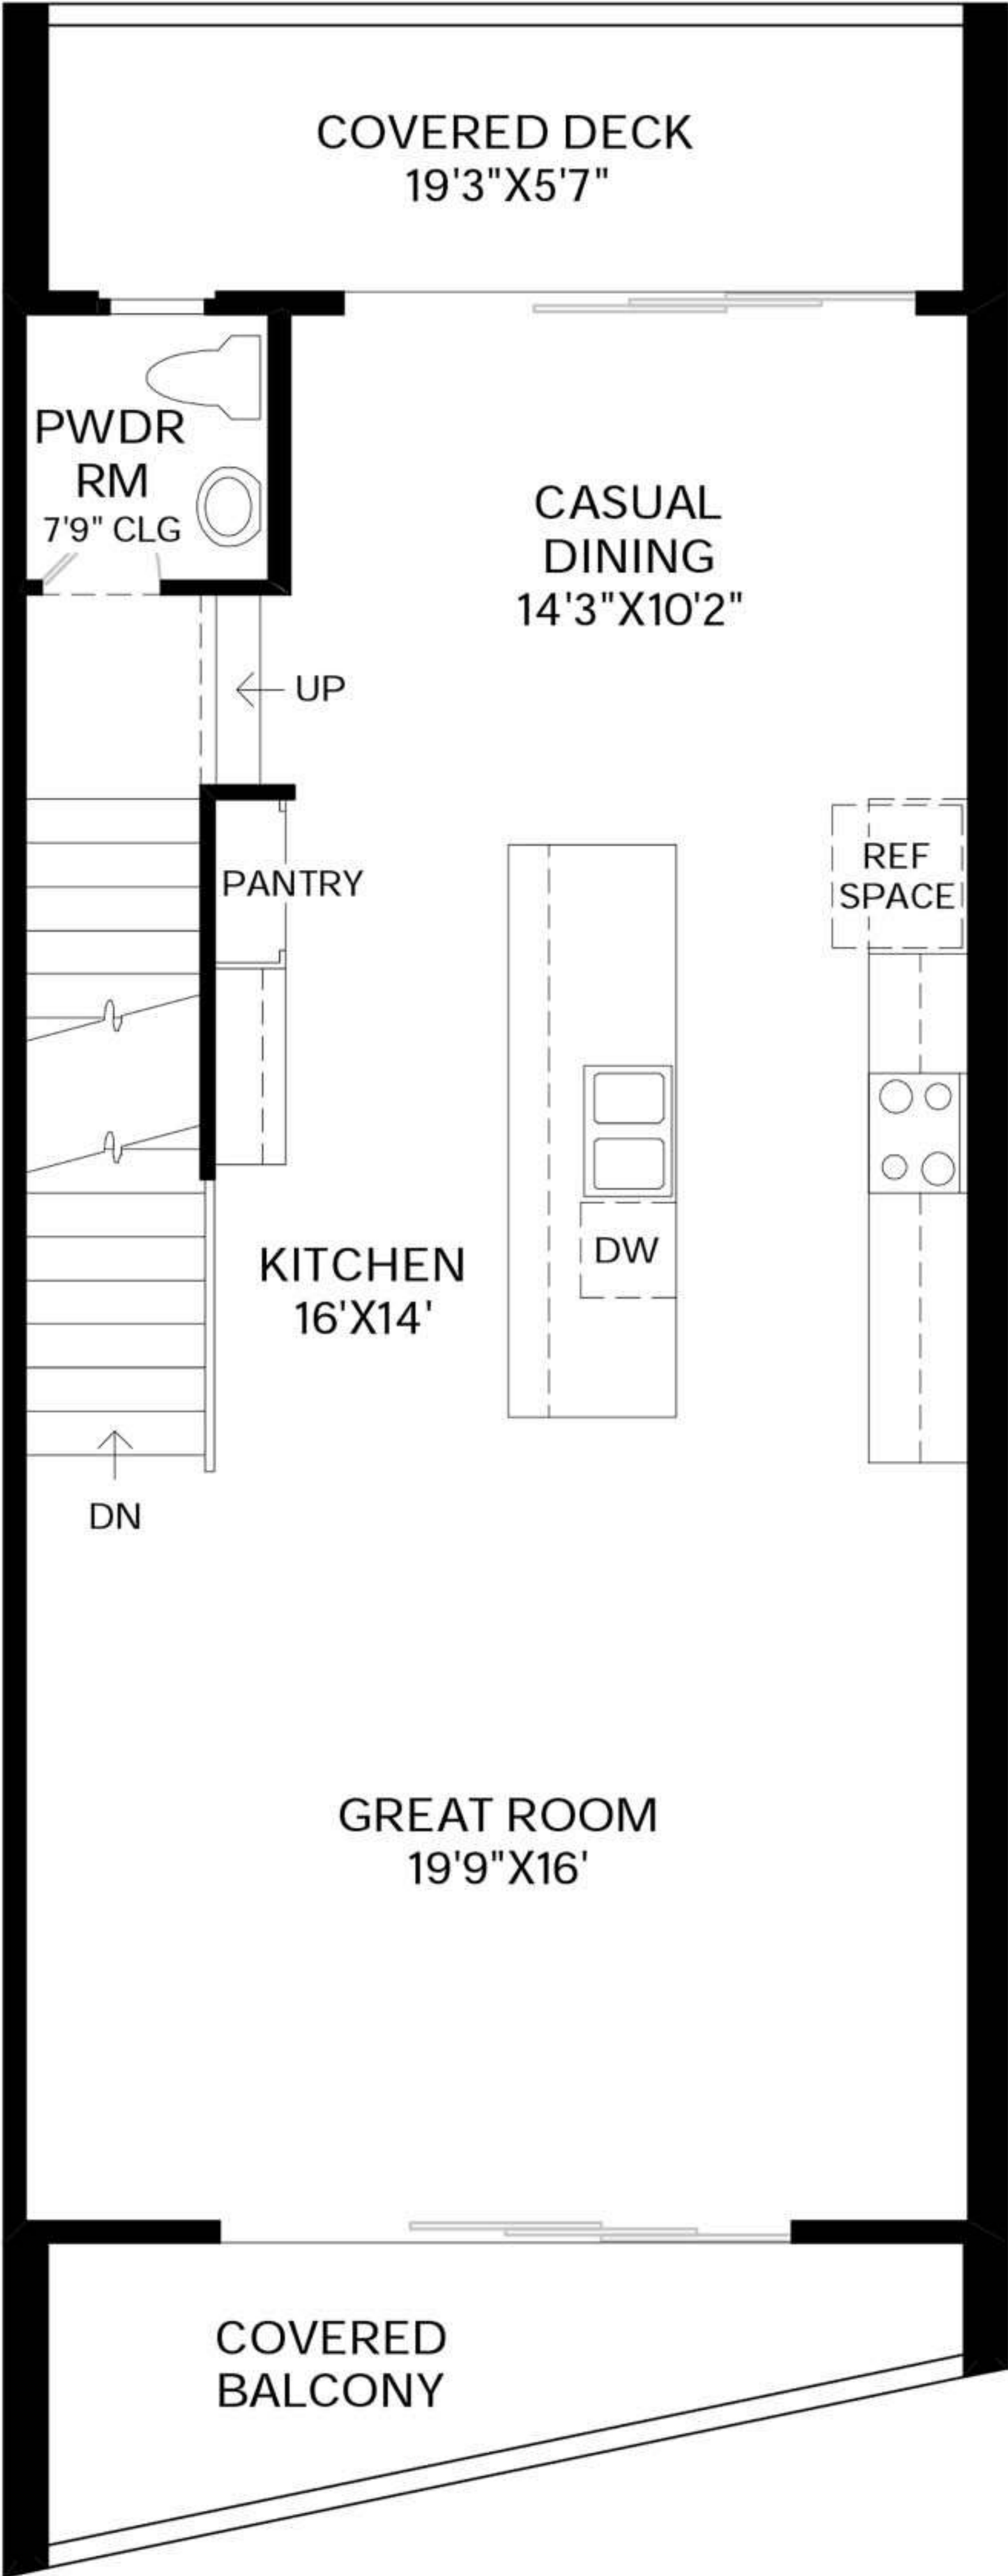 COVERED DECK
19'3"X5'7"
PWDR
RM
7'9" CLG
CASUAL
DINING
14'3"X10'2"
UP
PANTRY
REF
SPACE
DW
KITCHEN
16'X14'
DN
GREAT ROOM
19'9"X16'
COVERED
BALCONY